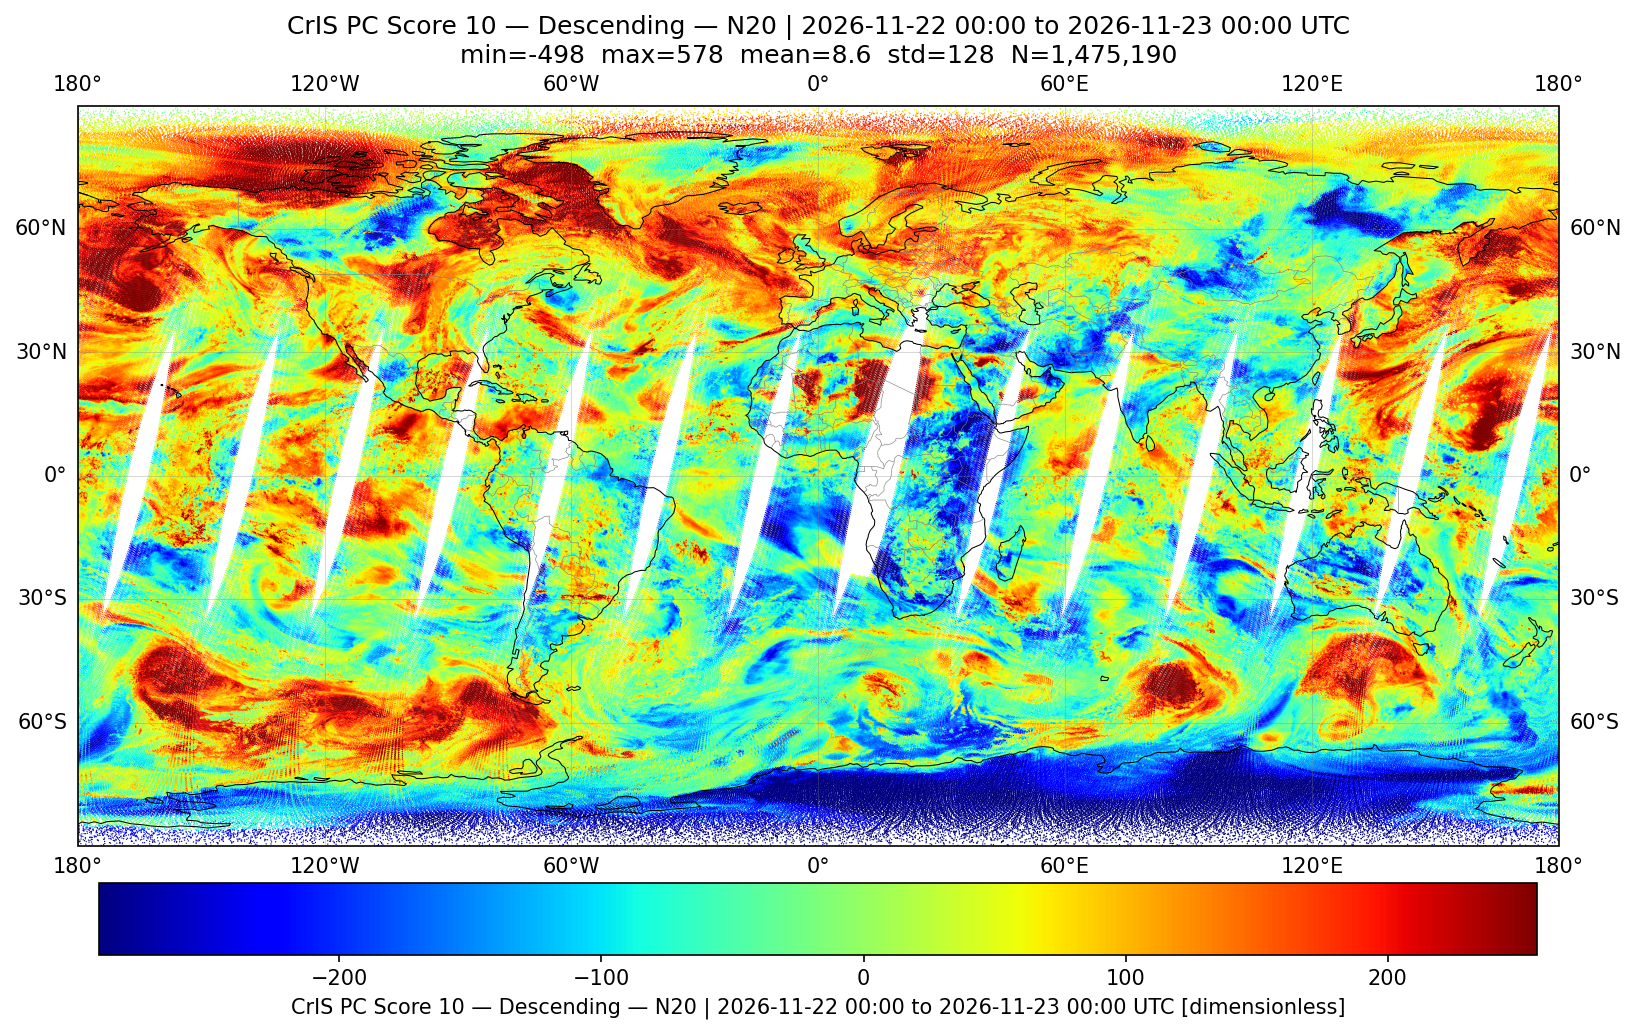 CrIS PC Score 10 — Descending — N20 | 2026-11-22 00:00 to 2026-11-23 00:00 UTC
min=-498  max=578  mean=8.6  std=128  N=1,475,190
180° 120°W 60°W 0° 60°E 120°E 180°
60°N 60°N
30°N 30°N
0° 0°
30°S 30°S
60°S 60°S
180° 120°W 60°W 0° 60°E 120°E 180°
−200 −100 0 100 200
CrIS PC Score 10 — Descending — N20 | 2026-11-22 00:00 to 2026-11-23 00:00 UTC [dimensionless]